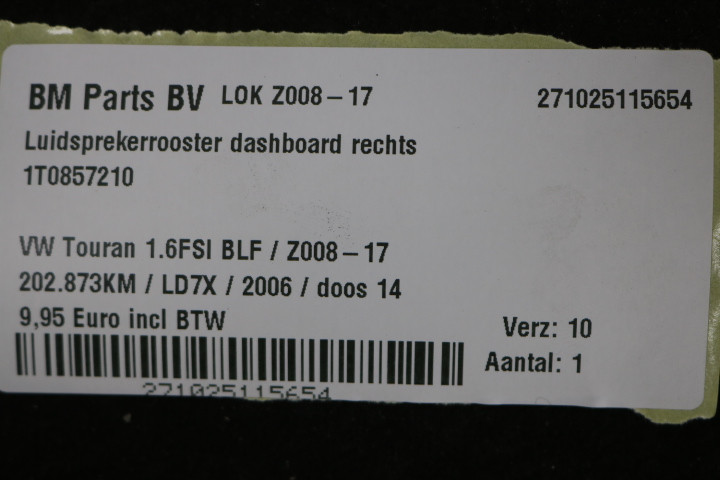 BM Parts BV LOK Z008-17 271025115654
Luidsprekerrooster dashboard rechts
1T0857210
VW Touran 1.6FSI BLF / Z008-17
202.873KM / LD7X / 2006 / doos 14
9,95 Euro incl BTW
Verz: 10
Aantal: 1
271025115654